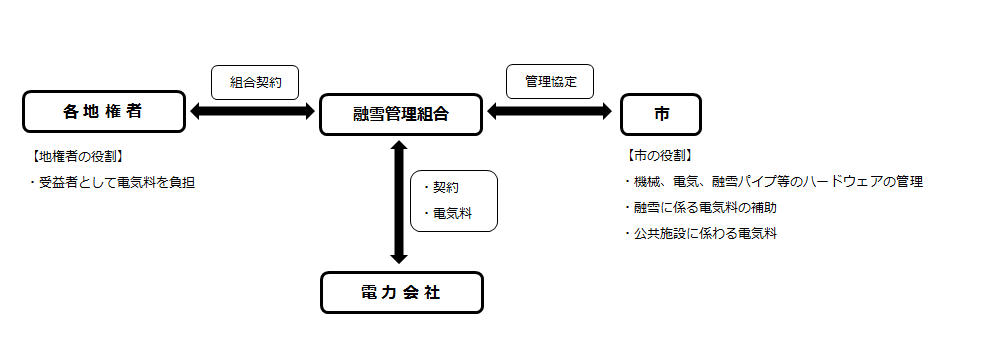 組合契約
管理協定
各地権者
融雪管理組合
市
【地権者の役割】
・受益者として電気料を負担
【市の役割】
・機械、電気、融雪パイプ等のハードウェアの管理
・融雪に係る電気料の補助
・公共施設に係わる電気料
・契約
・電気料
電力会社